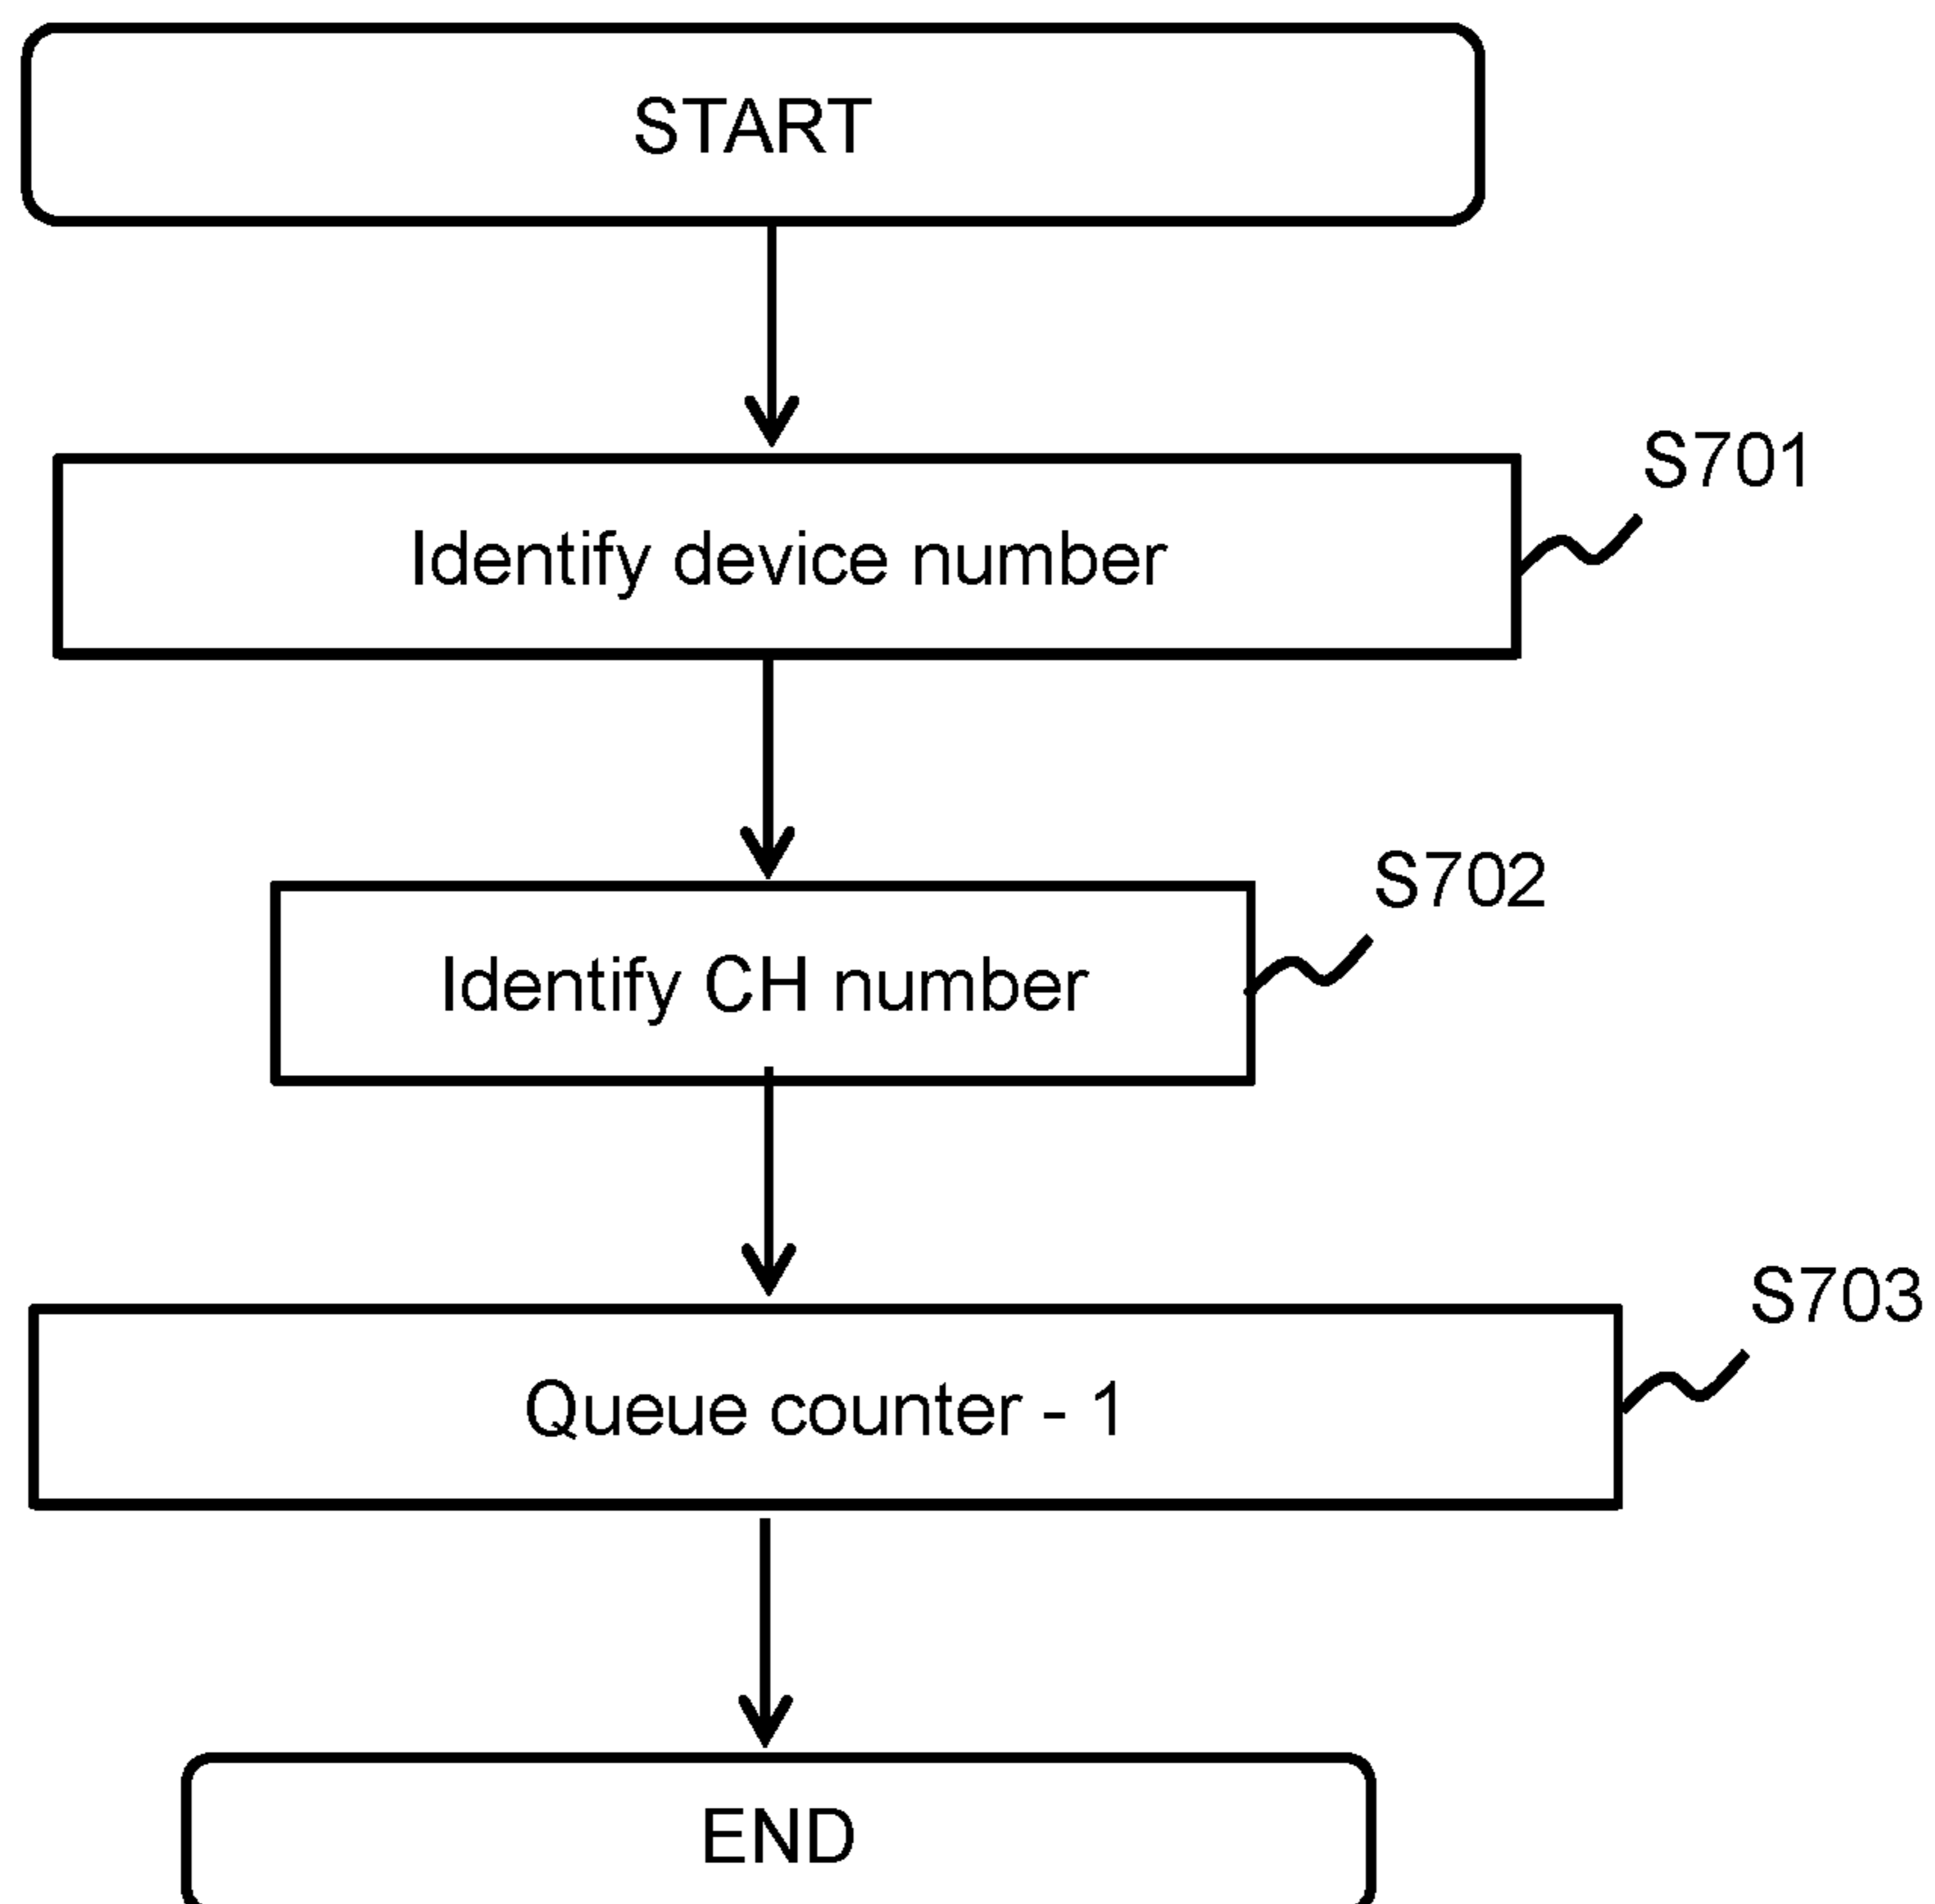 START
S701
Identify device number
S702
Identify CH number
S703
Queue counter - 1
END